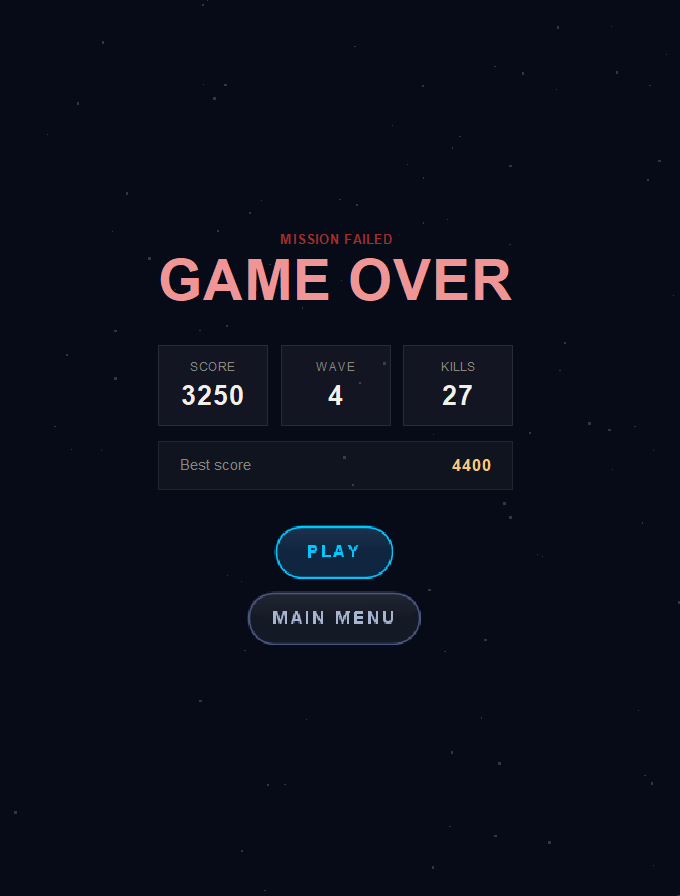 MISSION FAILED
GAME OVER
SCORE WAVE KILLS
3250 4 27
Best score 4400
PLAY
MAIN MENU